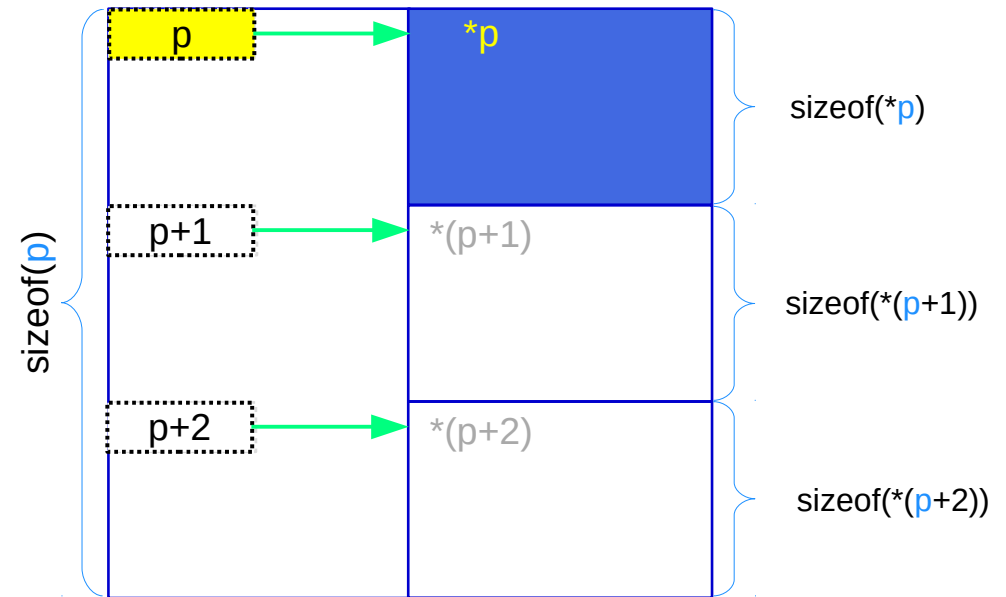 p
*p
sizeof(*p)
sizeof(p)
p+1
*(p+1)
sizeof(*(p+1))
p+2
*(p+2)
sizeof(*(p+2))